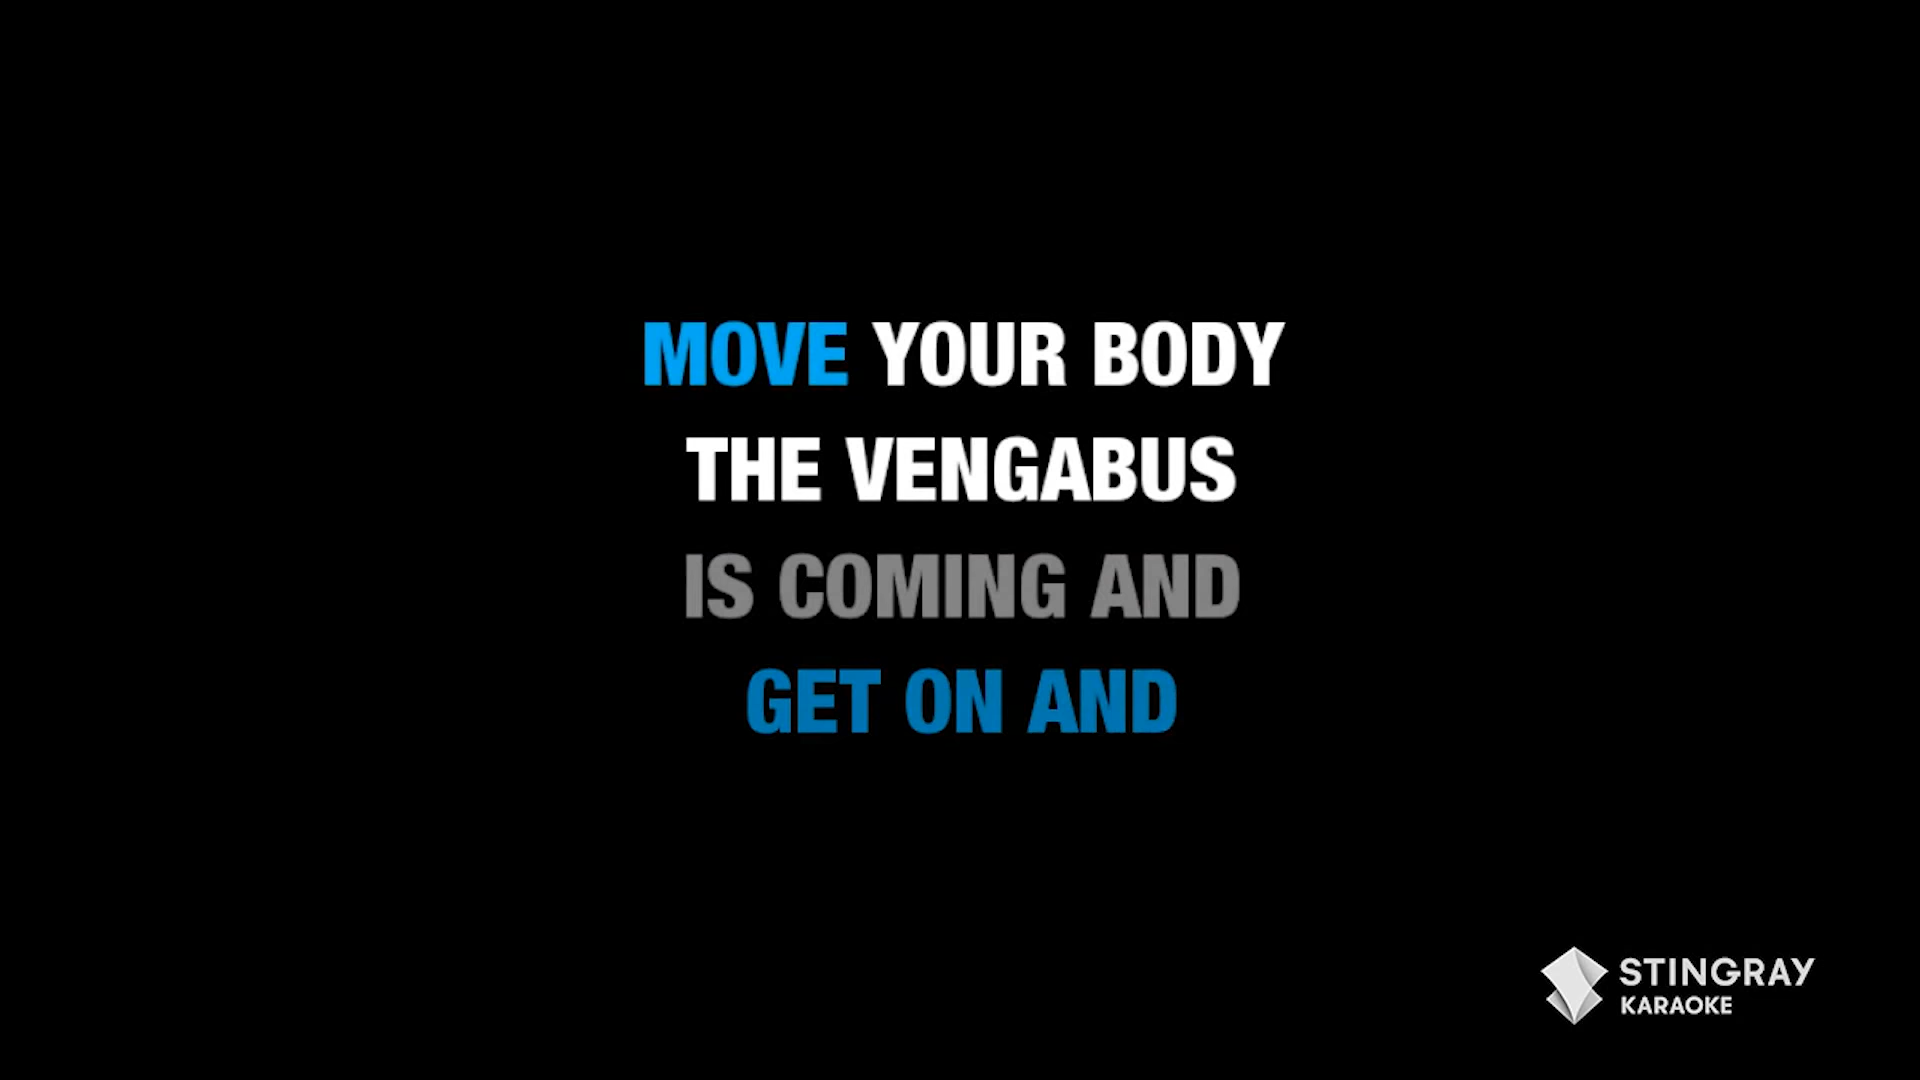 MOVE YOUR BODY
THE VENGABUS
IS COMING AND
GET ON AND
STINGRAY
KARAOKE